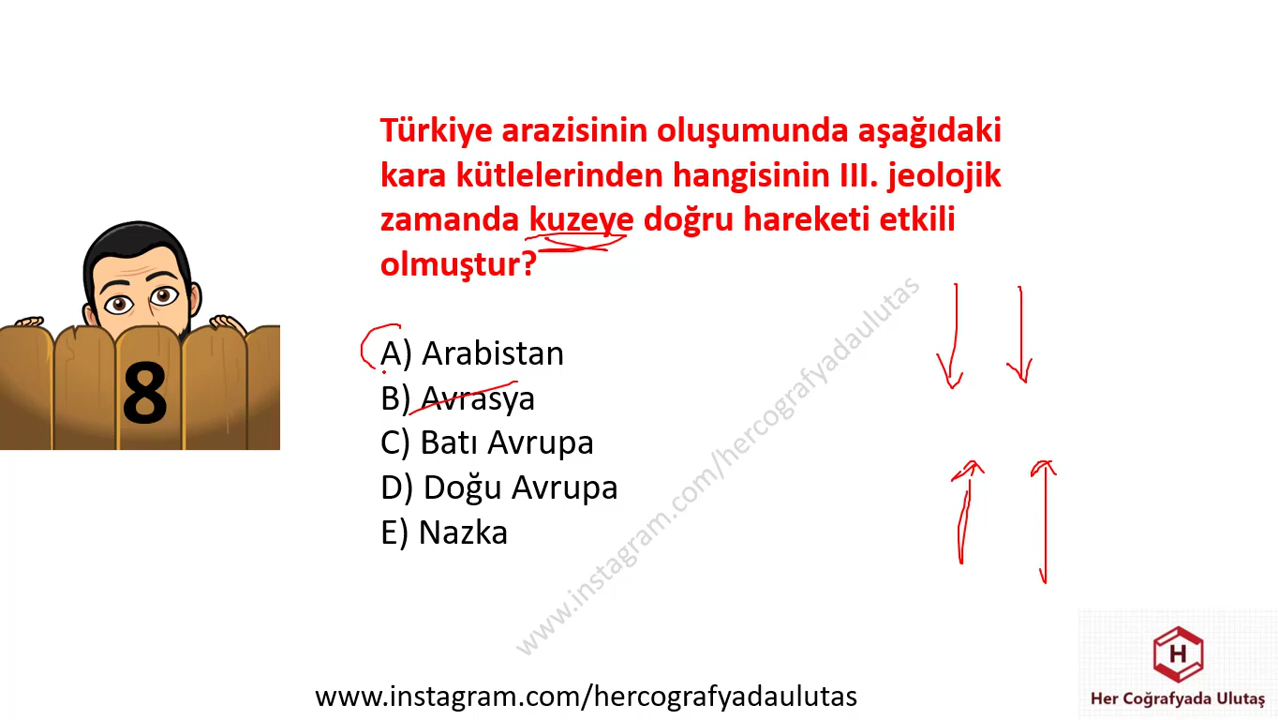 Türkiye arazisinin oluşumunda aşağıdaki
kara kütlelerinden hangisinin III. jeolojik
zamanda kuzeye doğru hareketi etkili
olmuştur?
A) Arabistan
B) Avrasya
C) Batı Avrupa
D) Doğu Avrupa
E) Nazka
8
www.instagram.com/hercografyadaulutas
H
Her Coğrafyada Ulutaş
www.instagram.com/hercografyadaulutas